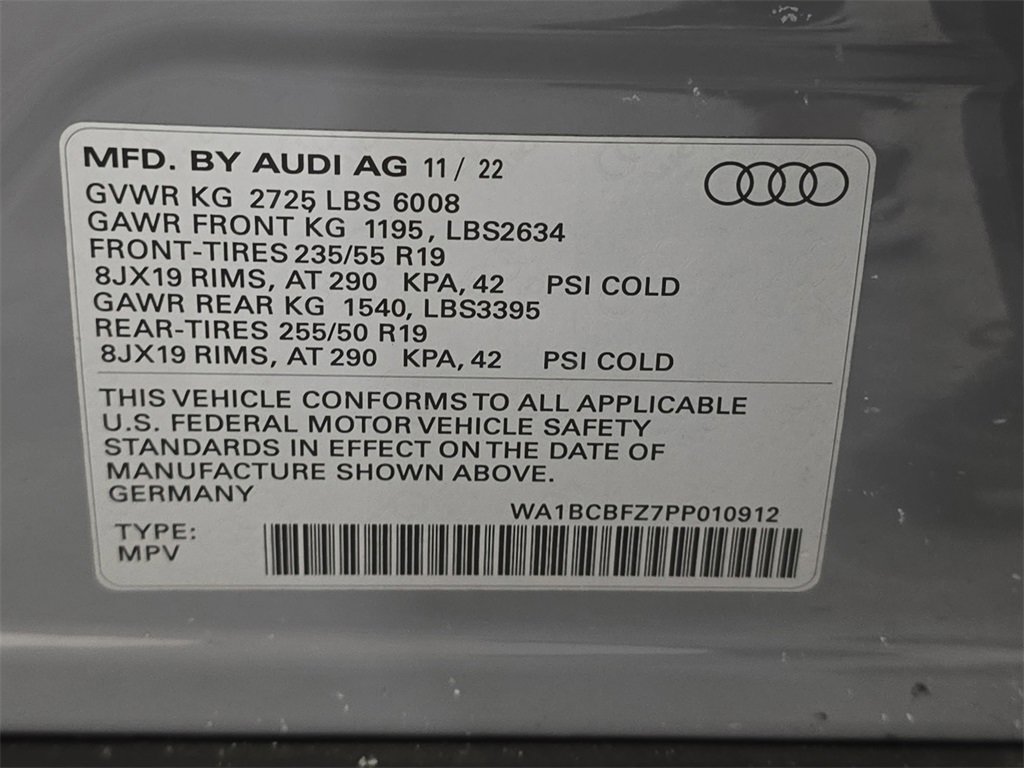 MFD. BY AUDI AG 11 / 22
GVWR KG 2725 LBS 6008
GAWR FRONT KG 1195, LBS2634
FRONT-TIRES 235/55 R19
8JX19 RIMS, AT 290 KPA, 42 PSI COLD
GAWR REAR KG 1540, LBS3395
REAR-TIRES 255/50 R19
8JX19 RIMS, AT 290 KPA, 42 PSI COLD
THIS VEHICLE CONFORMS TO ALL APPLICABLE
U.S. FEDERAL MOTOR VEHICLE SAFETY
STANDARDS IN EFFECT ON THE DATE OF
MANUFACTURE SHOWN ABOVE.
GERMANY
WA1BCBFZ7PP010912
TYPE:
MPV